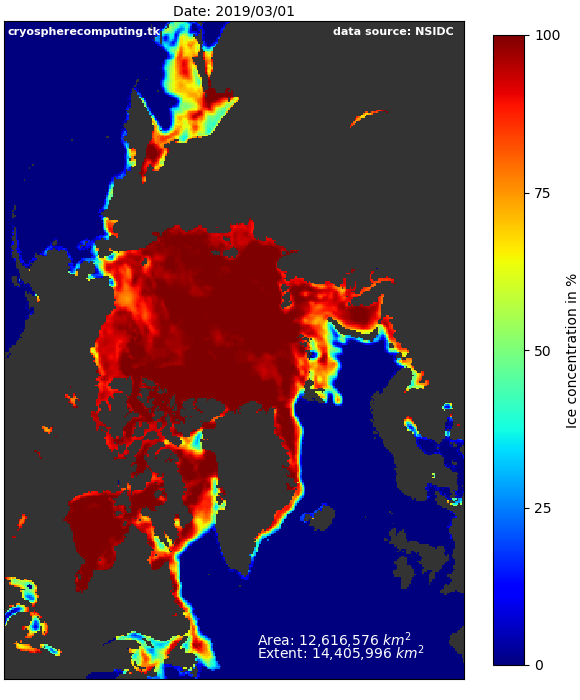 Date: 2019/03/01
cryospherecomputing.tk
data source: NSIDC
100
75
50
25
0
Ice concentration in %
Area: 12,616,576 km²
Extent: 14,405,996 km²